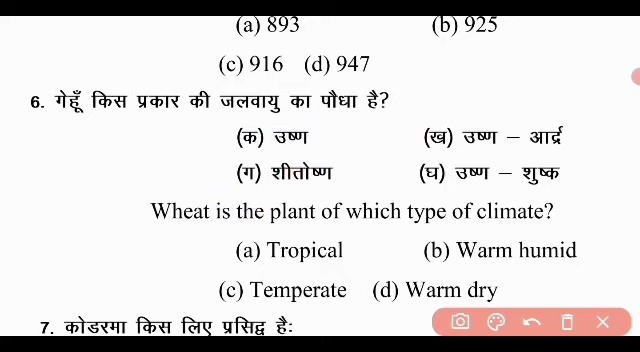 (a) 893 (b) 925
(c) 916 (d) 947
6. गेहूँ किस प्रकार की जलवायु का पौधा है?
(क) उष्ण (ख) उष्ण – आर्द्र
(ग) शीतोष्ण (घ) उष्ण – शुष्क
Wheat is the plant of which type of climate?
(a) Tropical (b) Warm humid
(c) Temperate (d) Warm dry
7. कोडरमा किस लिए प्रसिद्व हैः